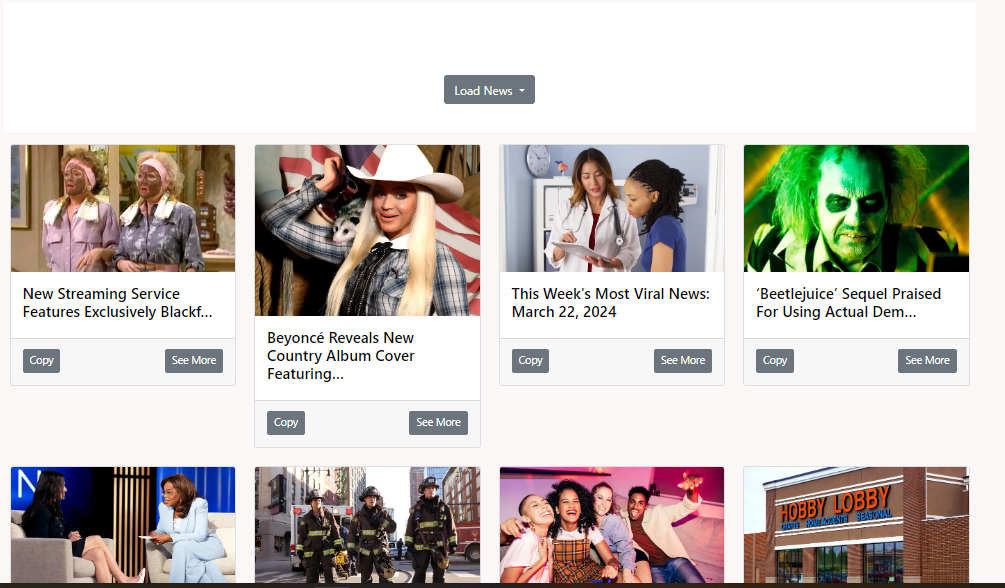 Load News
New Streaming Service
Features Exclusively Blackf...
Copy
See More
Beyoncé Reveals New
Country Album Cover
Featuring...
Copy
See More
This Week's Most Viral News:
March 22, 2024
Copy
See More
‘Beetlejuice’ Sequel Praised
For Using Actual Dem...
Copy
See More
N
HOBBY LOBBY
CRAFTS HOME ACCENTS SEASONAL